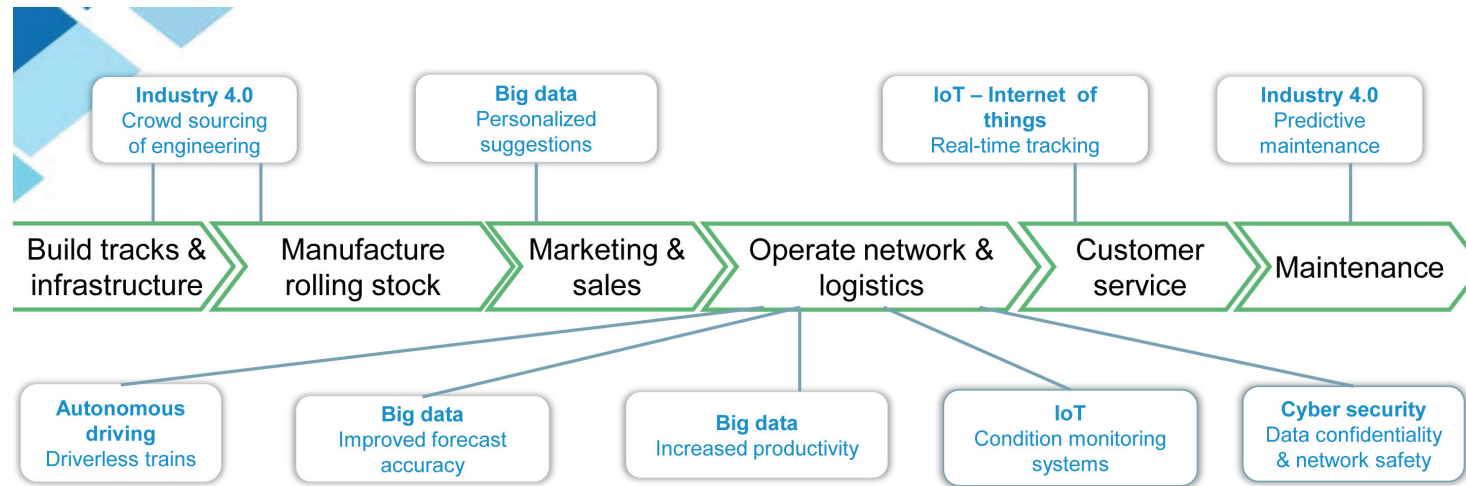 Industry 4.0
Crowd sourcing
of engineering
Big data
Personalized
suggestions
IoT – Internet of
things
Real-time tracking
Industry 4.0
Predictive
maintenance
Build tracks &
infrastructure
Manufacture
rolling stock
Marketing &
sales
Operate network &
logistics
Customer
service
Maintenance
Autonomous
driving
Driverless trains
Big data
Improved forecast
accuracy
Big data
Increased productivity
IoT
Condition monitoring
systems
Cyber security
Data confidentiality
& network safety